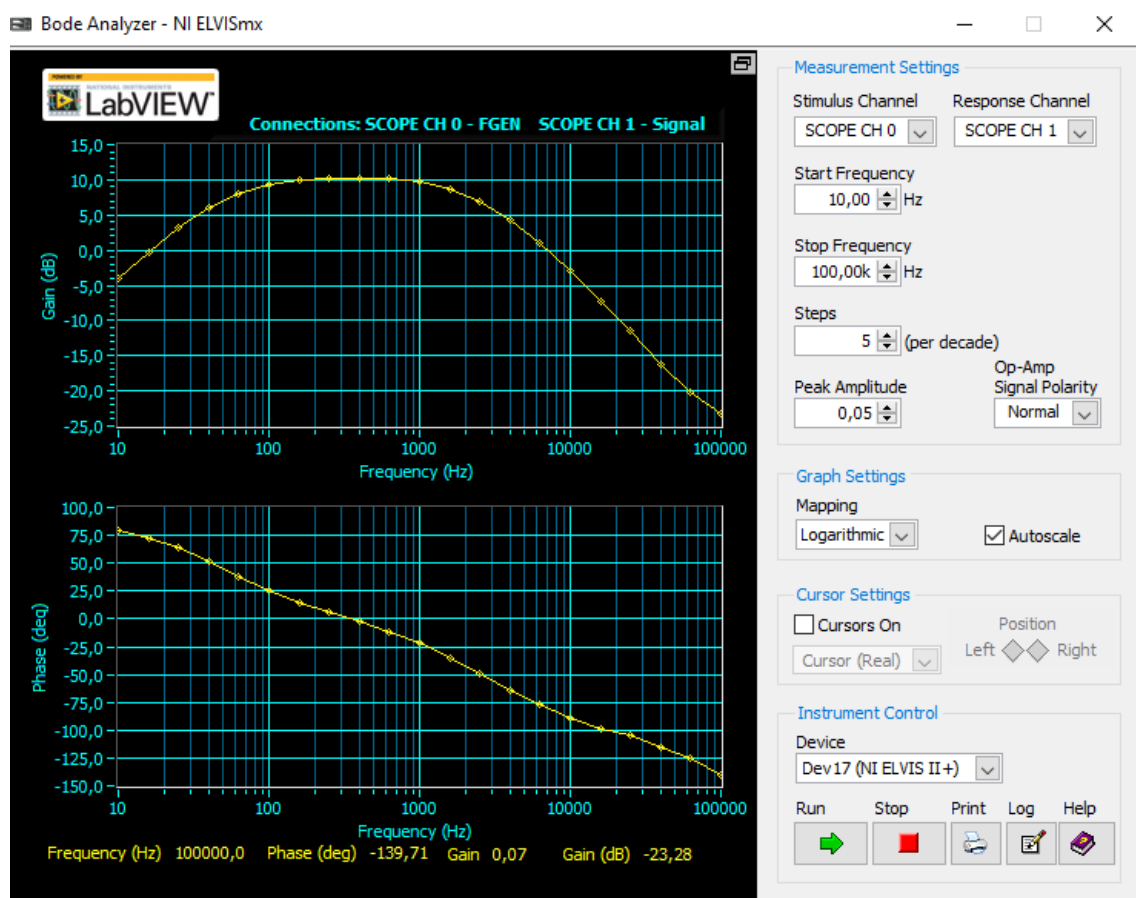 Bode Analyzer - NI ELVISmx
POWERED BY
NATIONAL INSTRUMENTS
LabVIEW™
Connections: SCOPE CH 0 - FGEN SCOPE CH 1 - Signal
15,0
10,0
5,0
0,0
-5,0
-10,0
-15,0
-20,0
-25,0
Gain (dB)
10 100 1000 10000 100000
Frequency (Hz)
100,0
75,0
50,0
25,0
0,0
-25,0
-50,0
-75,0
-100,0
-125,0
-150,0
Phase (deg)
10 100 1000 10000 100000
Frequency (Hz)
Frequency (Hz) 100000,0 Phase (deg) -139,71 Gain 0,07 Gain (dB) -23,28
Measurement Settings
Stimulus Channel Response Channel
SCOPE CH 0 SCOPE CH 1
Start Frequency
10,00 Hz
Stop Frequency
100,00k Hz
Steps
5 (per decade)
Peak Amplitude
0,05
Op-Amp
Signal Polarity
Normal
Graph Settings
Mapping
Logarithmic Autoscale
Cursor Settings
Cursors On Position
Cursor (Real) Left Right
Instrument Control
Device
Dev17 (NI ELVIS II+)
Run Stop Print Log Help